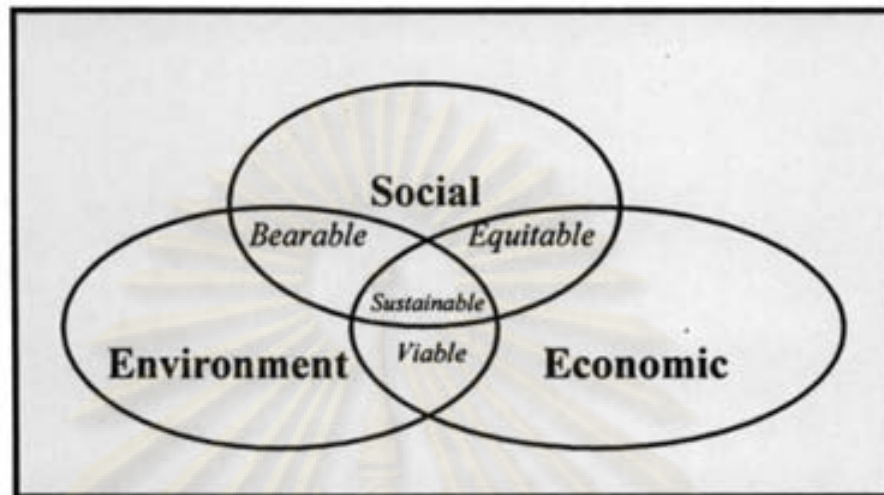 Social
Bearable
Equitable
Sustainable
Environment
Viable
Economic